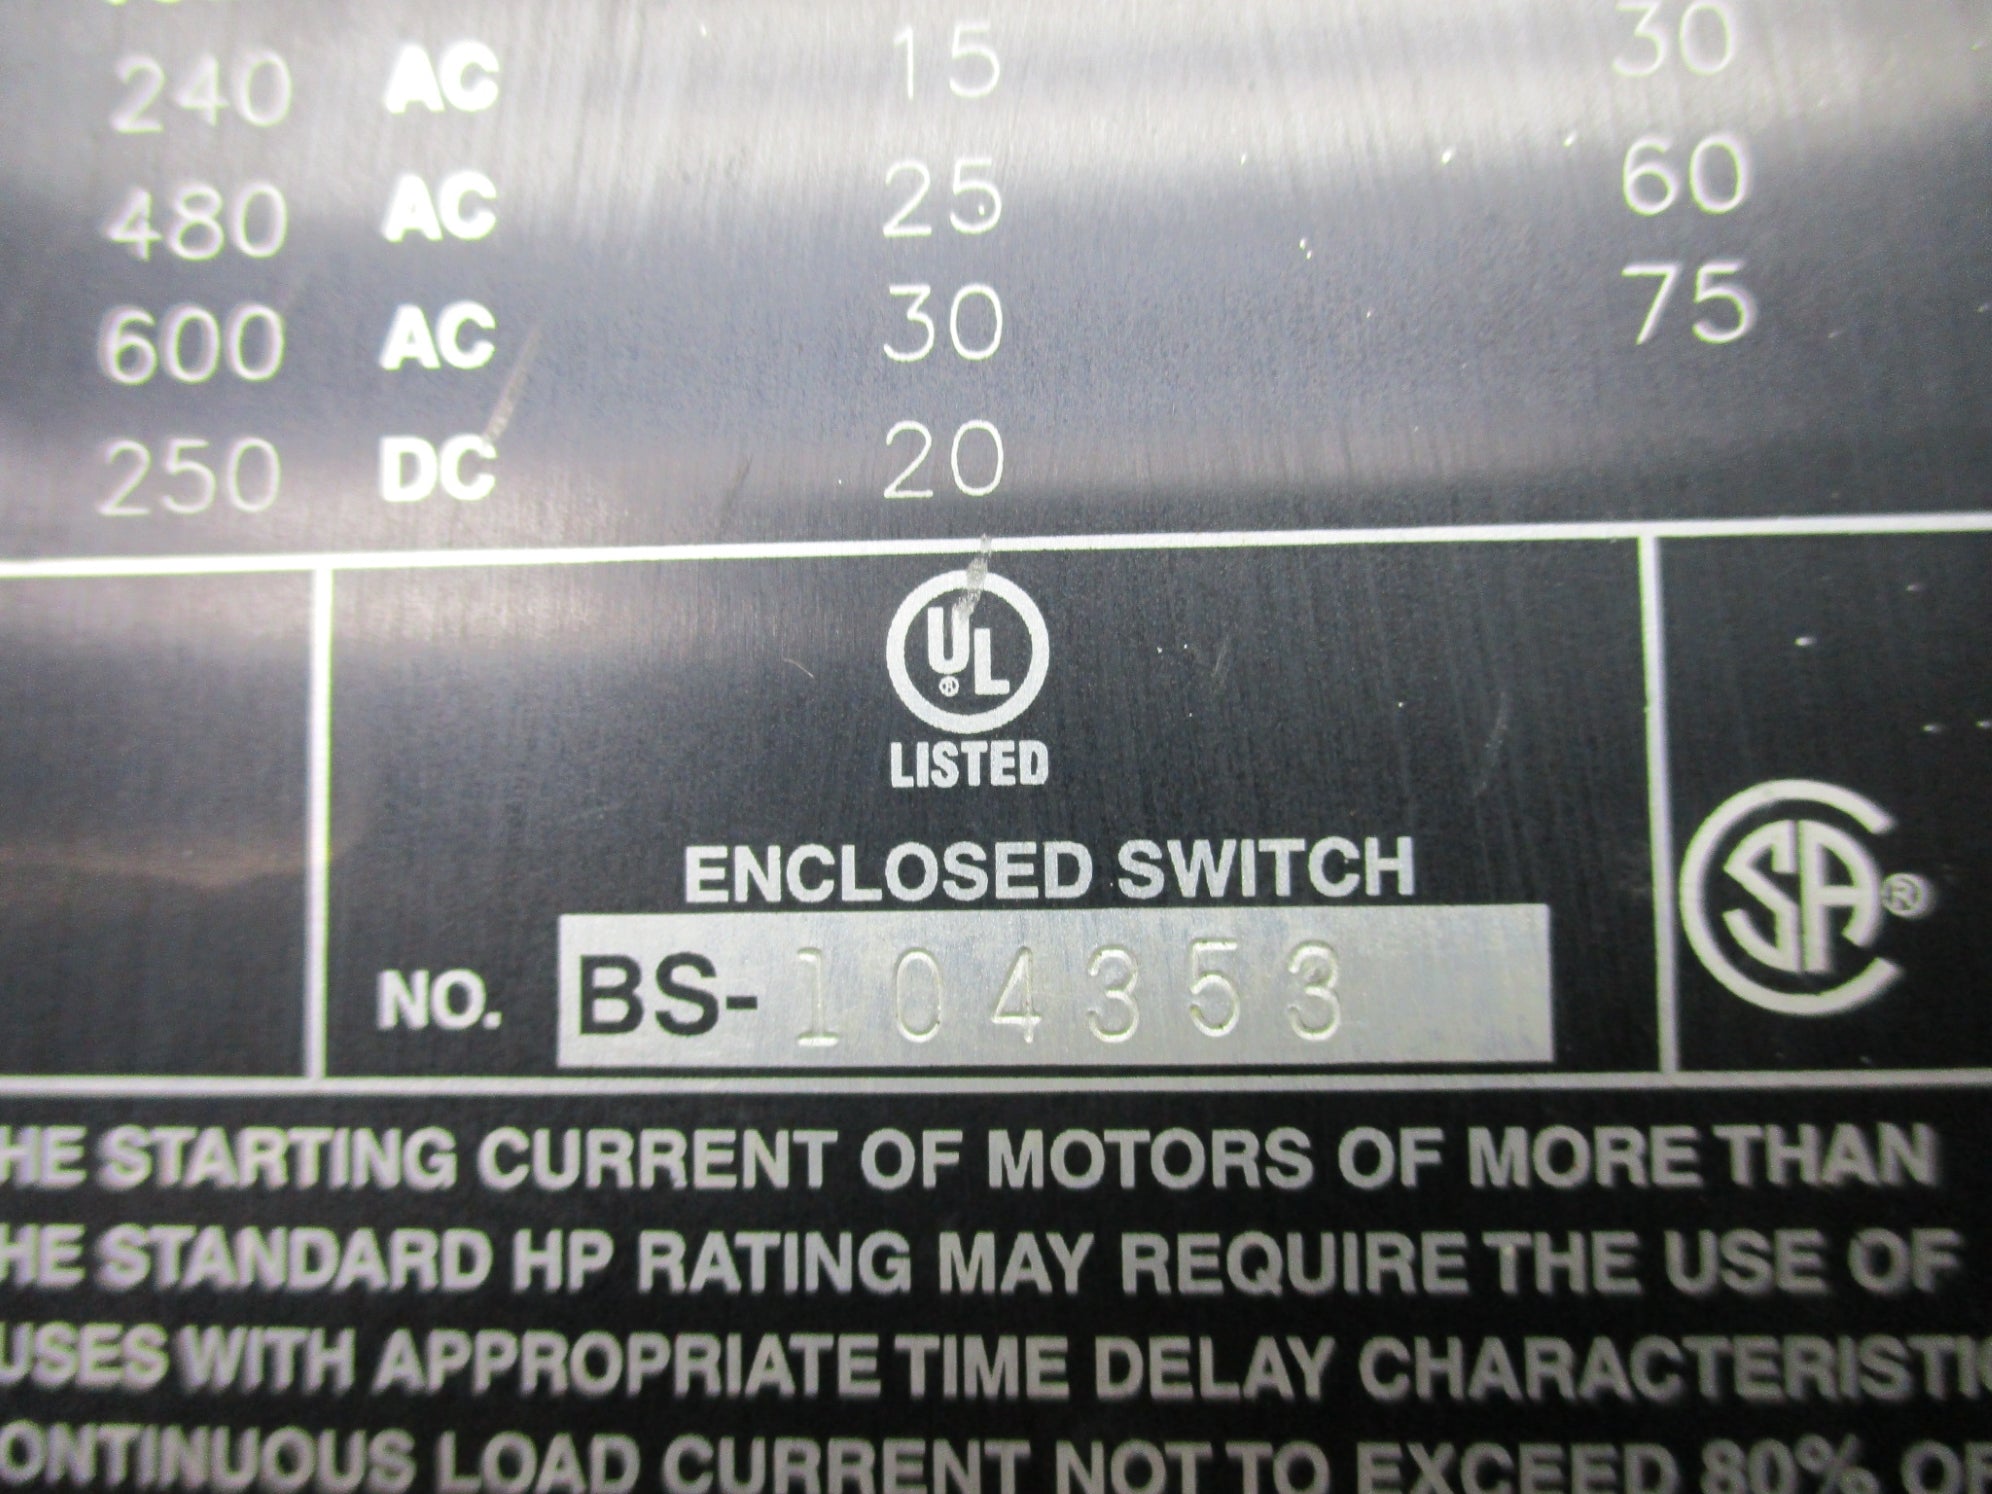 240 AC 15 30
480 AC 25 60
600 AC 30 75
250 DC 20
UL®
LISTED
ENCLOSED SWITCH
NO. BS-104353
CSA®
HE STARTING CURRENT OF MOTORS OF MORE THAN
HE STANDARD HP RATING MAY REQUIRE THE USE OF
USES WITH APPROPRIATE TIME DELAY CHARACTERISTI
ONTINUOUS LOAD CURRENT NOT TO EXCEED 80% OF